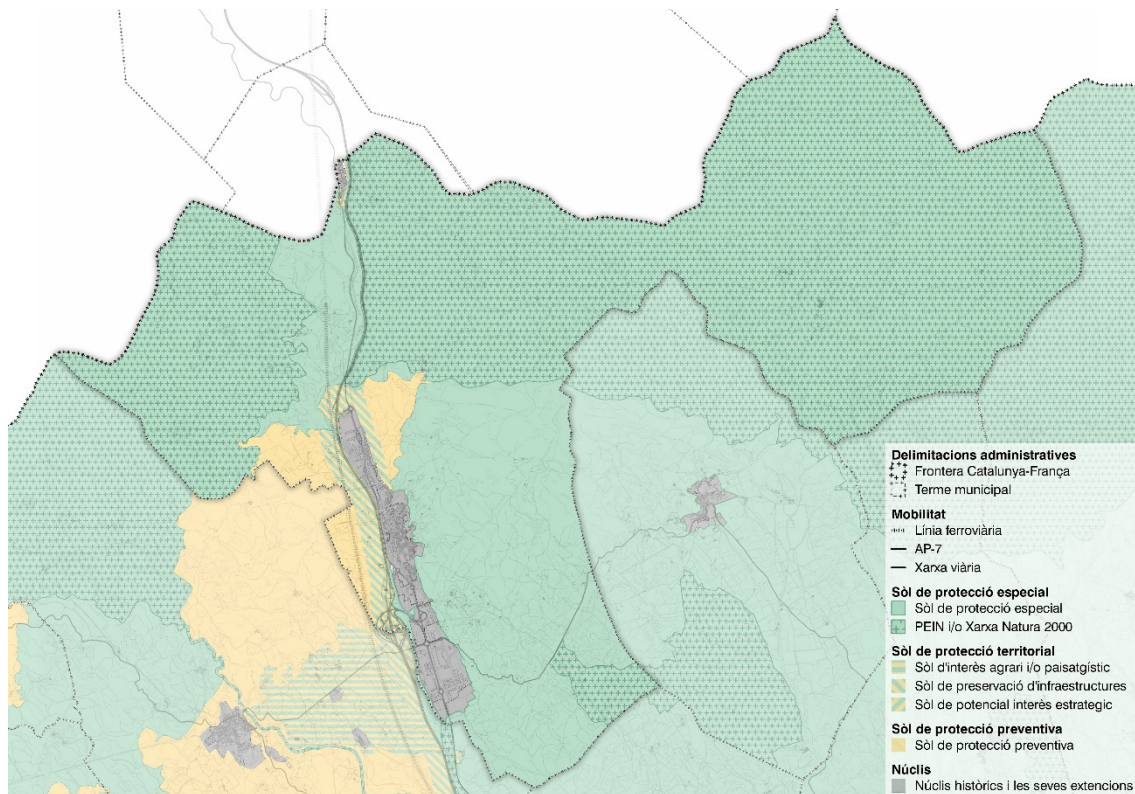 Delimitacions administratives
Frontera Catalunya-França
Terme municipal
Mobilitat
Línia ferroviària
AP-7
Xarxa viària
Sòl de protecció especial
Sòl de protecció especial
PEIN i/o Xarxa Natura 2000
Sòl de protecció territorial
Sòl d'interès agrari i/o paisatgístic
Sòl de preservació d'infraestructures
Sòl de potencial interès estrategic
Sòl de protecció preventiva
Sòl de protecció preventiva
Núclis
Núclis històrics i les seves extencions